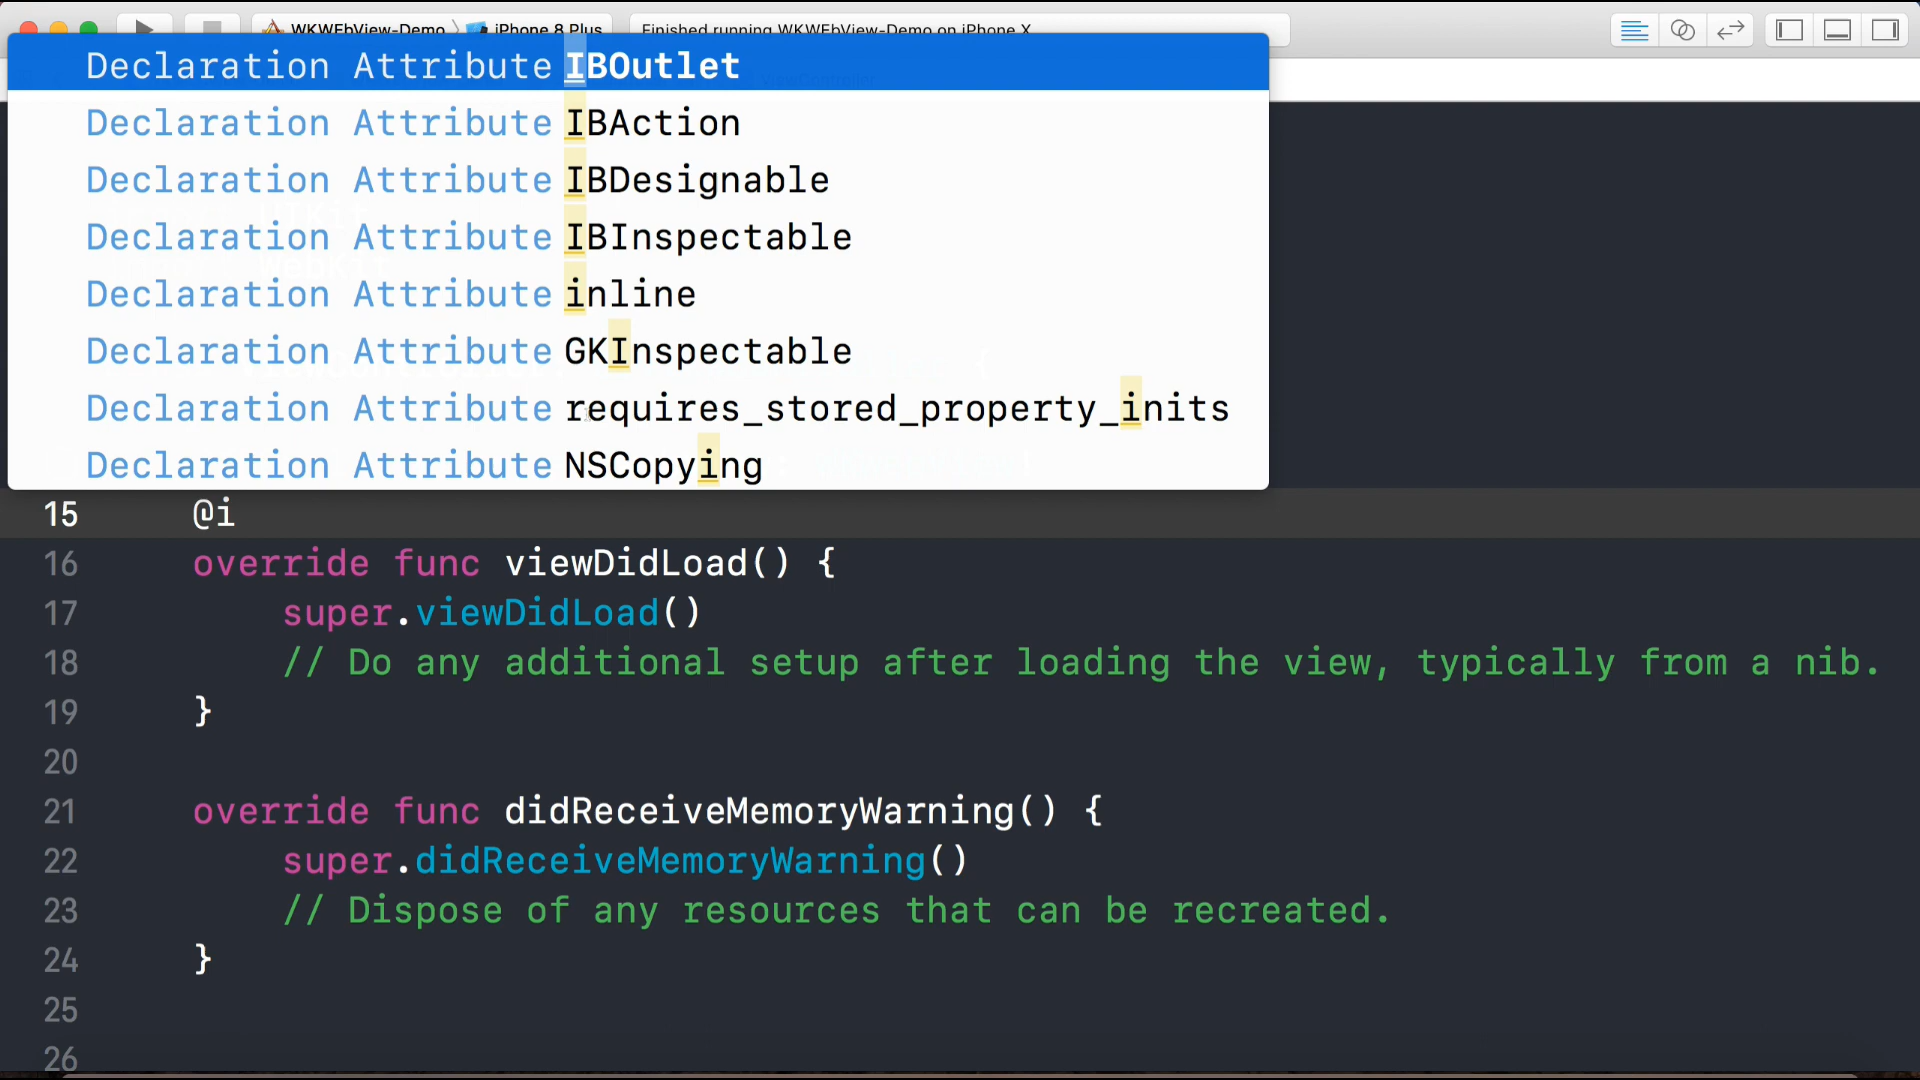 WKWEbView-Demo iPhone 8 Plus Finished running WKWEbView-Demo on iPhone X
Declaration Attribute IBOutlet
Declaration Attribute IBAction
Declaration Attribute IBDesignable
Declaration Attribute IBInspectable
Declaration Attribute inline
Declaration Attribute GKInspectable
Declaration Attribute requires_stored_property_inits
Declaration Attribute NSCopying
15 @i
16 override func viewDidLoad() {
17 super.viewDidLoad()
18 // Do any additional setup after loading the view, typically from a nib.
19 }
20
21 override func didReceiveMemoryWarning() {
22 super.didReceiveMemoryWarning()
23 // Dispose of any resources that can be recreated.
24 }
25
26